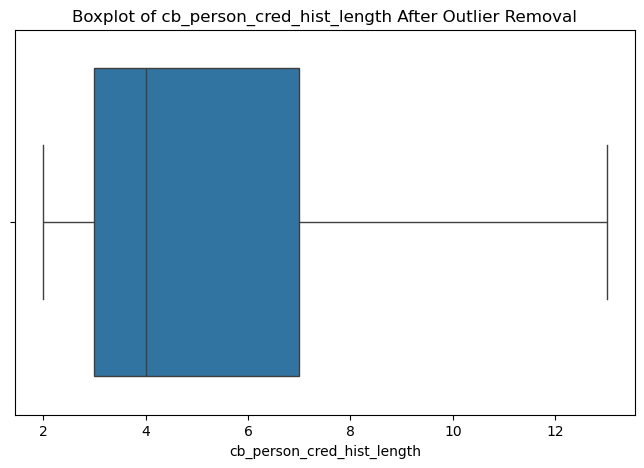 Boxplot of cb_person_cred_hist_length After Outlier Removal
2 4 6 8 10 12
cb_person_cred_hist_length